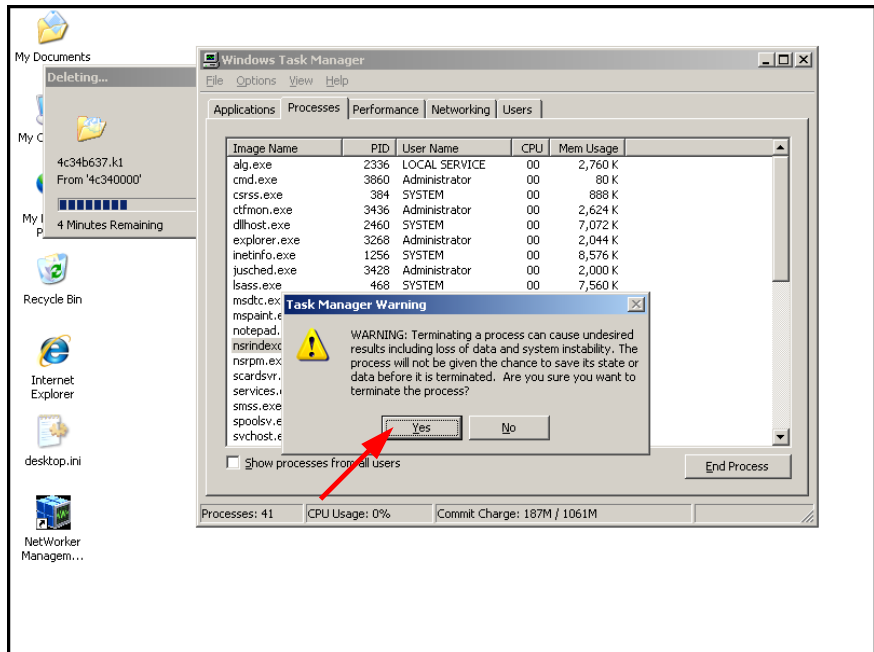 My Documents
Deleting...
My C
4c34b637.k1
From '4c340000'
My
P
4 Minutes Remaining
Recycle Bin
Internet
Explorer
desktop.ini
NetWorker
Managem...
Windows Task Manager
File Options View Help
Applications Processes Performance Networking Users
Image Name PID User Name CPU Mem Usage
alg.exe 2336 LOCAL SERVICE 00 2,760 K
cmd.exe 3860 Administrator 00 80 K
csrss.exe 384 SYSTEM 00 888 K
ctfmon.exe 3436 Administrator 00 2,624 K
dllhost.exe 2460 SYSTEM 00 7,072 K
explorer.exe 3268 Administrator 00 2,044 K
inetinfo.exe 1256 SYSTEM 00 8,576 K
jusched.exe 3428 Administrator 00 2,000 K
lsass.exe 468 SYSTEM 00 7,560 K
msdtc.ex
mspaint.e
notepad.
nsrindexd
nsrpm.ex
scardsvr.
services.
smss.exe
spoolsv.e
svchost.e
Task Manager Warning
WARNING: Terminating a process can cause undesired
results including loss of data and system instability. The
process will not be given the chance to save its state or
data before it is terminated. Are you sure you want to
terminate the process?
Yes No
Show processes from all users
End Process
Processes: 41 CPU Usage: 0% Commit Charge: 187M / 1061M